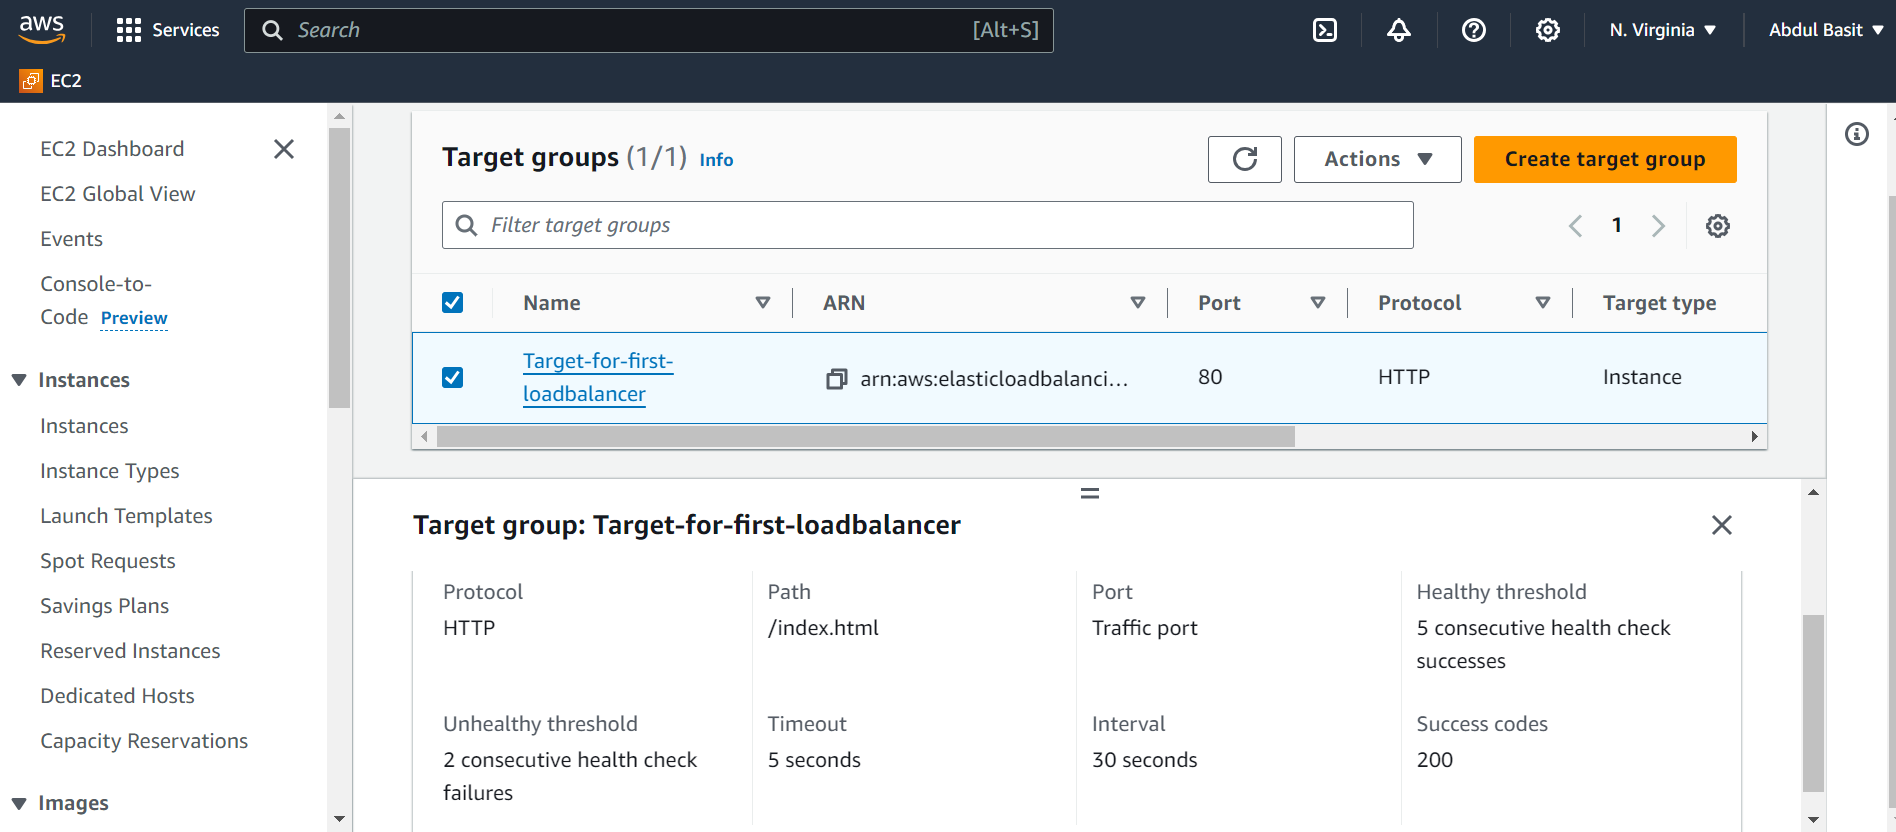 aws
Services
Search [Alt+S]
N. Virginia
Abdul Basit
EC2
EC2 Dashboard
EC2 Global View
Events
Console-to-
Code Preview
Instances
Instances
Instance Types
Launch Templates
Spot Requests
Savings Plans
Reserved Instances
Dedicated Hosts
Capacity Reservations
Images
Target groups (1/1) Info
Actions
Create target group
Filter target groups
1
Name ARN Port Protocol Target type
Target-for-first-
loadbalancer
arn:aws:elasticloadbalanci...
80
HTTP
Instance
Target group: Target-for-first-loadbalancer
Protocol
HTTP
Path
/index.html
Port
Traffic port
Healthy threshold
5 consecutive health check
successes
Unhealthy threshold
2 consecutive health check
failures
Timeout
5 seconds
Interval
30 seconds
Success codes
200